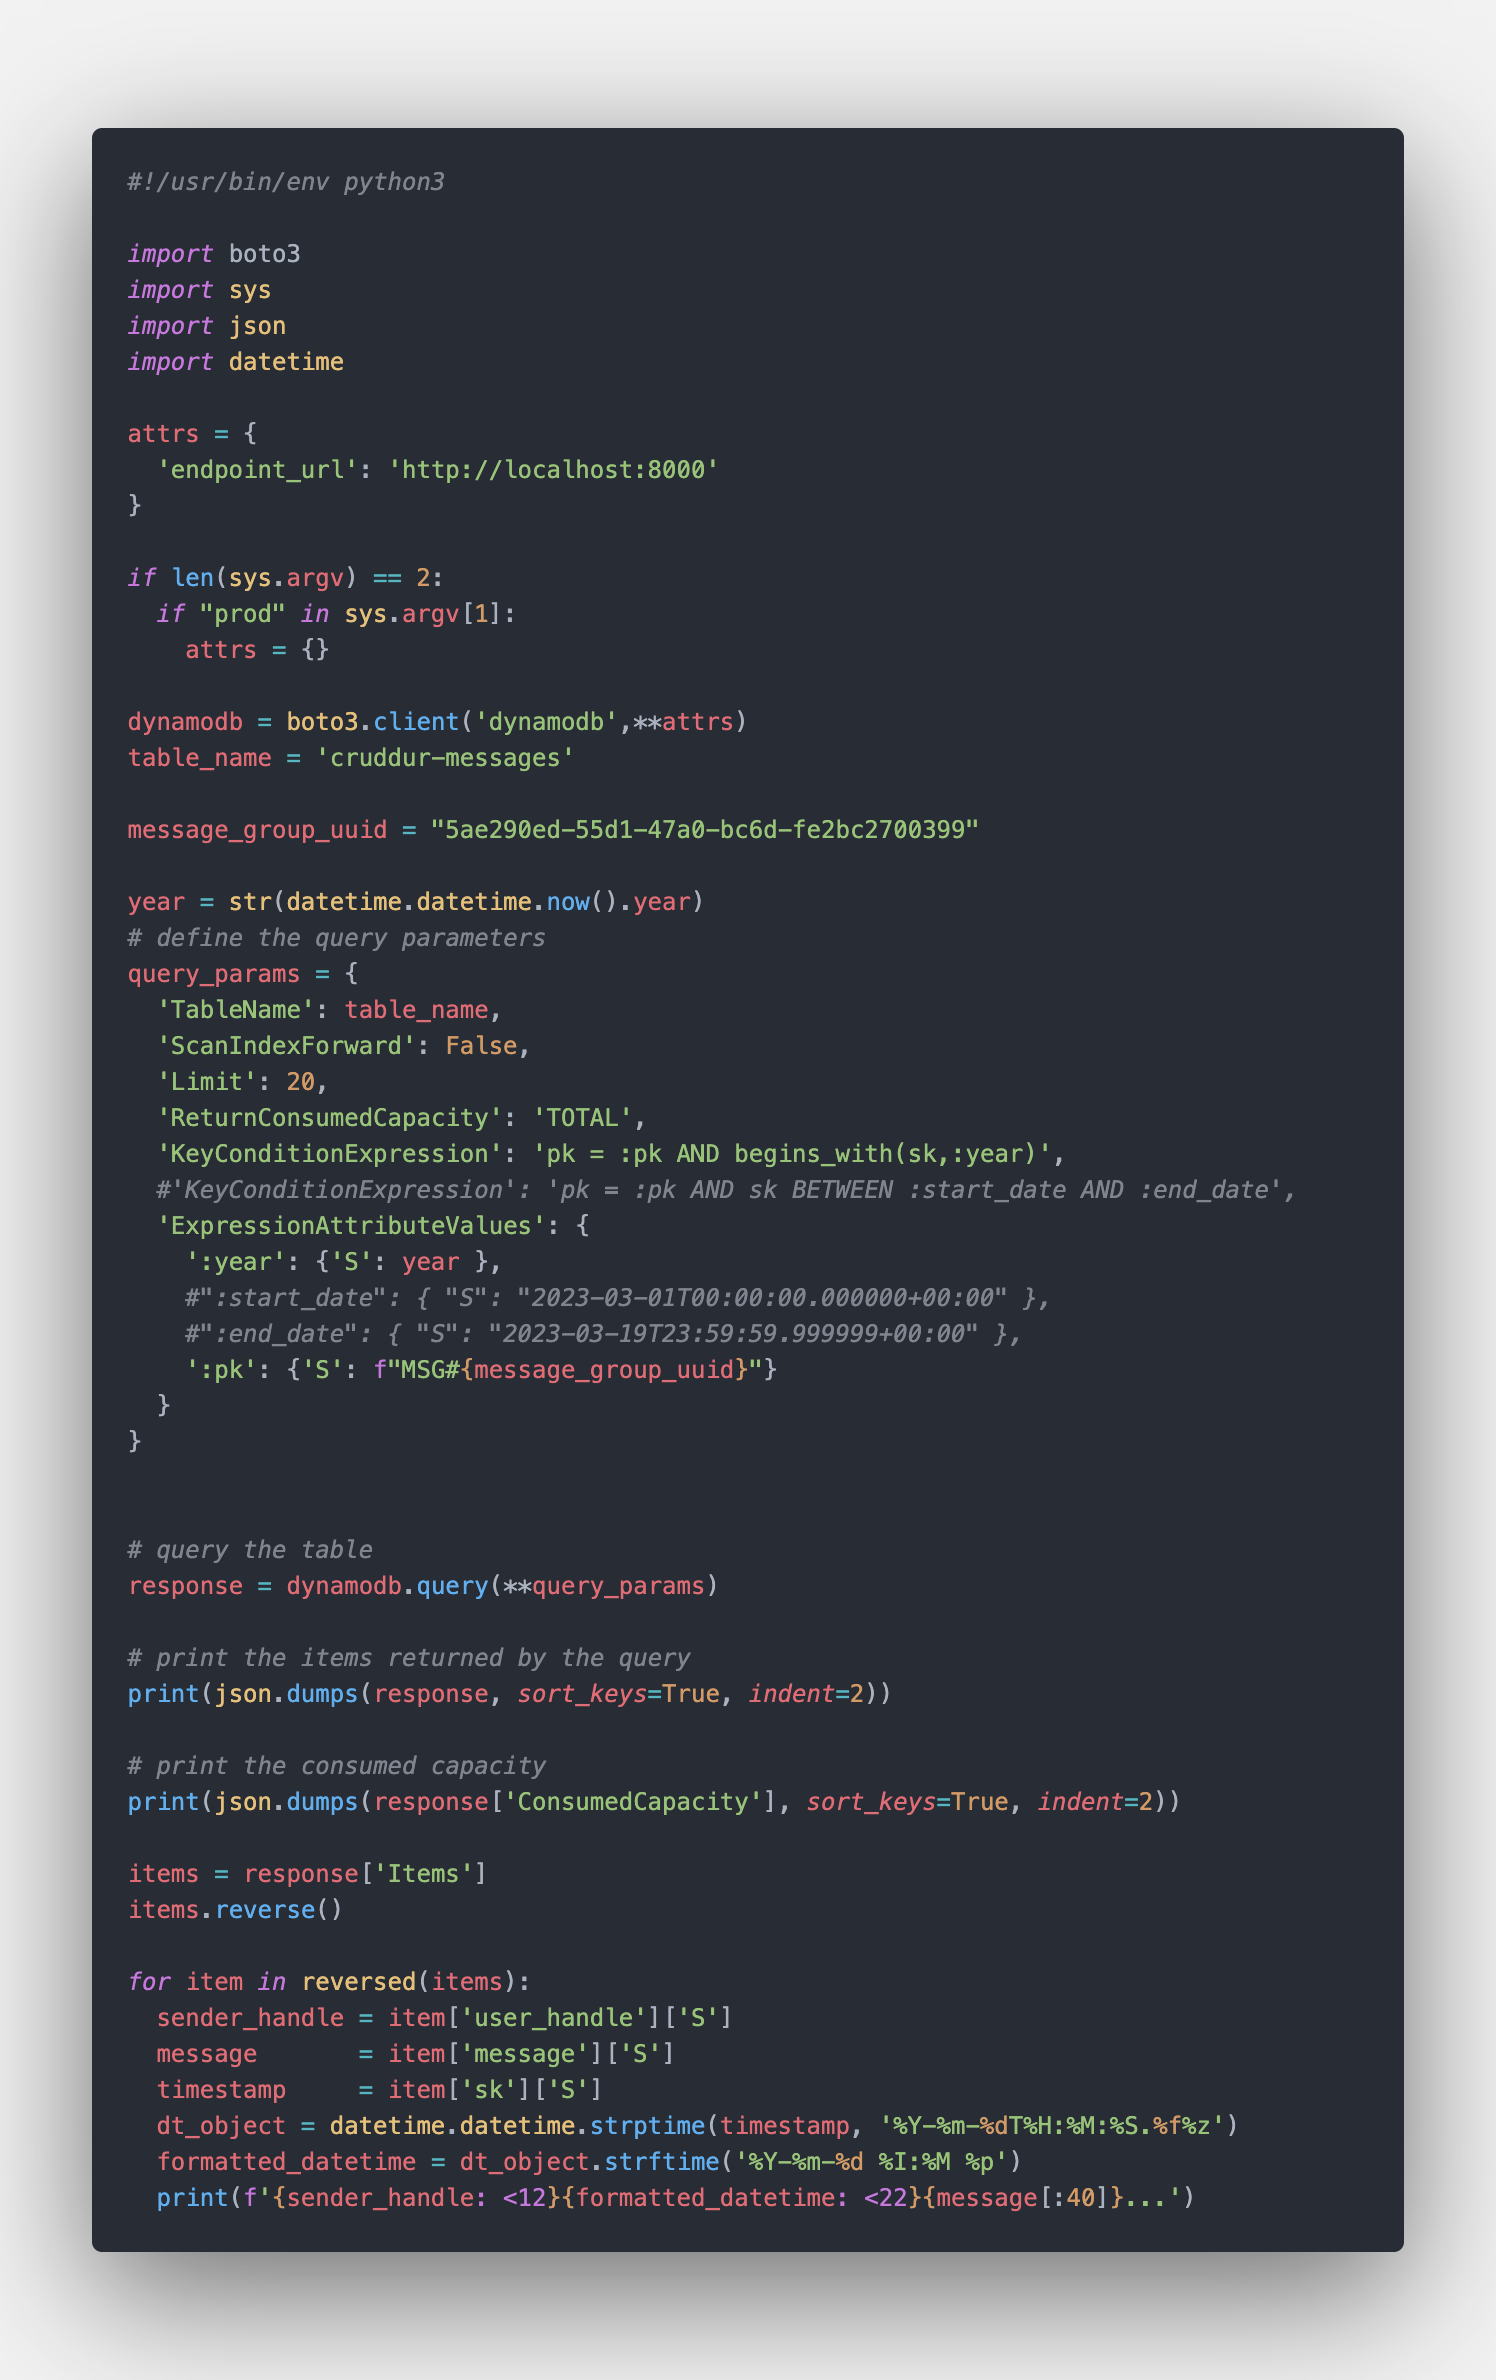 #!/usr/bin/env python3

import boto3
import sys
import json
import datetime

attrs = {
  'endpoint_url': 'http://localhost:8000'
}

if len(sys.argv) == 2:
  if "prod" in sys.argv[1]:
    attrs = {}

dynamodb = boto3.client('dynamodb',**attrs)
table_name = 'cruddur-messages'

message_group_uuid = "5ae290ed-55d1-47a0-bc6d-fe2bc2700399"

year = str(datetime.datetime.now().year)
# define the query parameters
query_params = {
  'TableName': table_name,
  'ScanIndexForward': False,
  'Limit': 20,
  'ReturnConsumedCapacity': 'TOTAL',
  'KeyConditionExpression': 'pk = :pk AND begins_with(sk,:year)',
  #'KeyConditionExpression': 'pk = :pk AND sk BETWEEN :start_date AND :end_date',
  'ExpressionAttributeValues': {
    ':year': {'S': year },
    #":start_date": { "S": "2023-03-01T00:00:00.000000+00:00" },
    #":end_date": { "S": "2023-03-19T23:59:59.999999+00:00" },
    ':pk': {'S': f"MSG#{message_group_uuid}"}
  }
}


# query the table
response = dynamodb.query(**query_params)

# print the items returned by the query
print(json.dumps(response, sort_keys=True, indent=2))

# print the consumed capacity
print(json.dumps(response['ConsumedCapacity'], sort_keys=True, indent=2))

items = response['Items']
items.reverse()

for item in reversed(items):
  sender_handle = item['user_handle']['S']
  message       = item['message']['S']
  timestamp     = item['sk']['S']
  dt_object = datetime.datetime.strptime(timestamp, '%Y-%m-%dT%H:%M:%S.%f%z')
  formatted_datetime = dt_object.strftime('%Y-%m-%d %I:%M %p')
  print(f'{sender_handle: <12}{formatted_datetime: <22}{message[:40]}...')